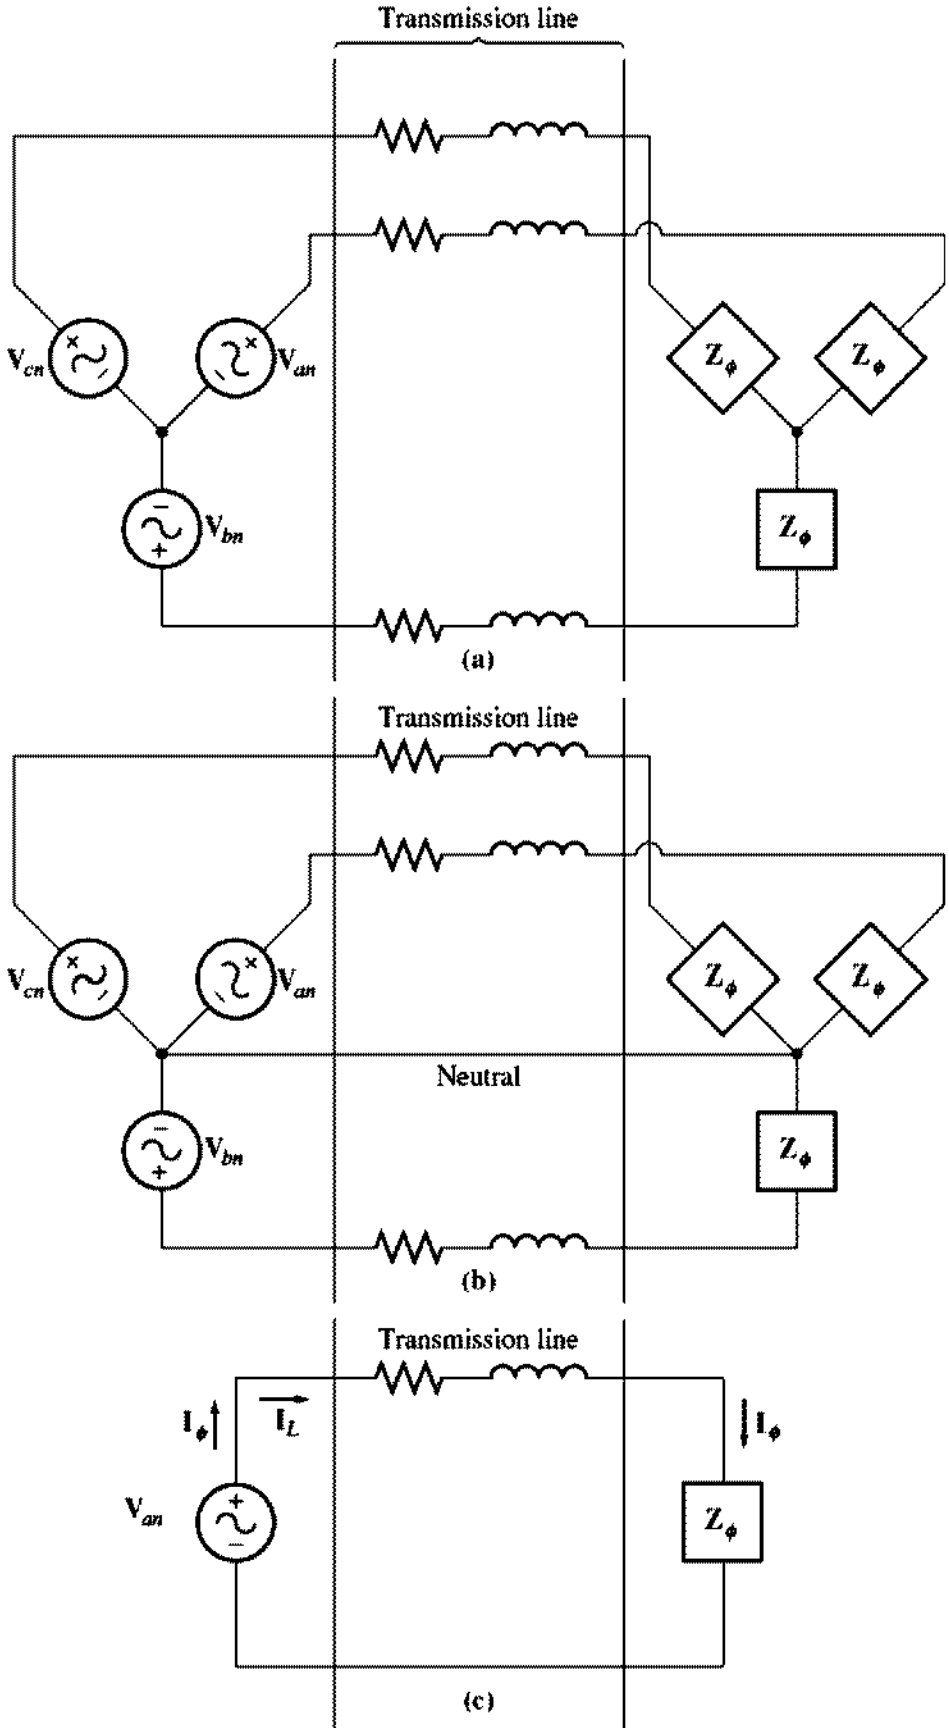 Transmission line
V_cn
V_an
Z_ϕ
Z_ϕ
V_bn
Z_ϕ
(a)
Transmission line
V_cn
V_an
Z_ϕ
Z_ϕ
Neutral
V_bn
Z_ϕ
(b)
Transmission line
I_ϕ
I_L
I_ϕ
V_an
Z_ϕ
(c)